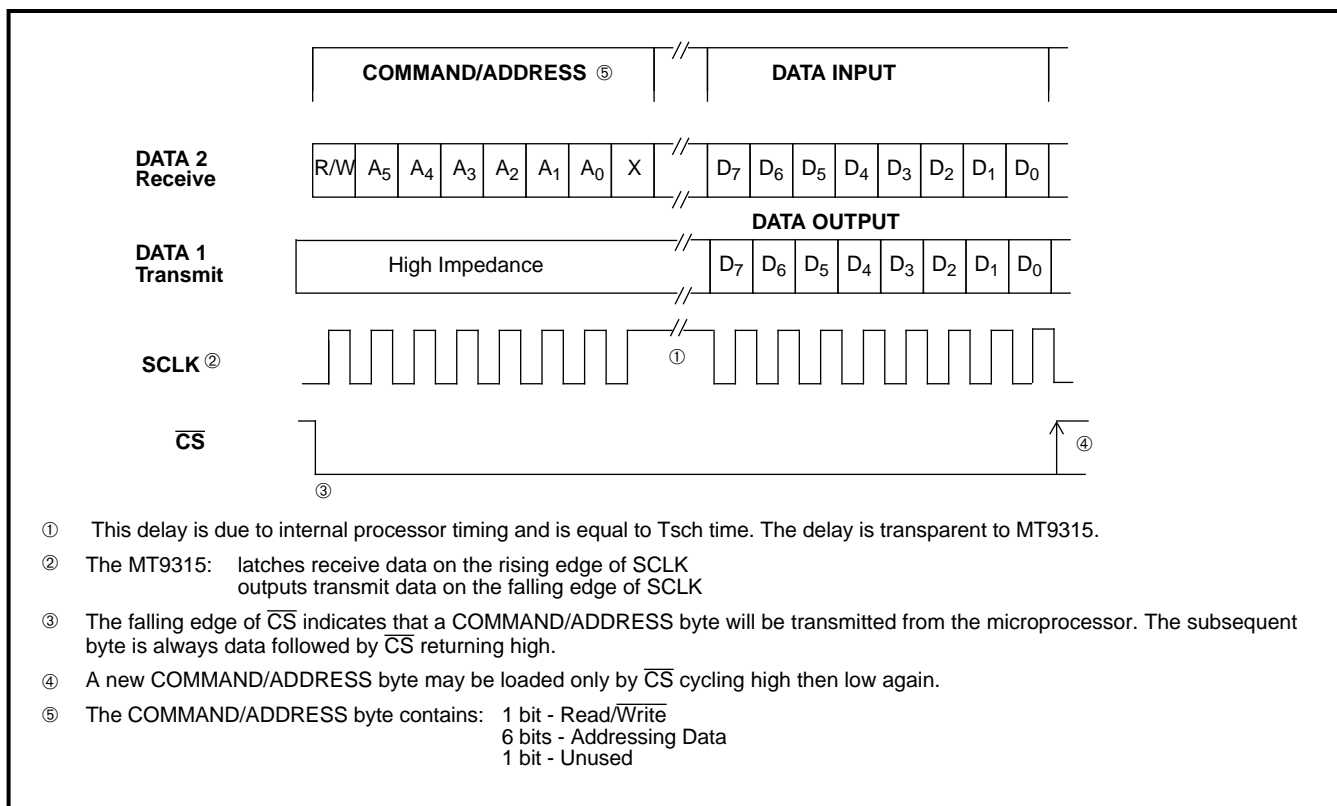 COMMAND/ADDRESS ⑤ DATA INPUT
DATA 2 Receive
R/W A5 A4 A3 A2 A1 A0 X D7 D6 D5 D4 D3 D2 D1 D0
DATA OUTPUT
DATA 1 Transmit
High Impedance D7 D6 D5 D4 D3 D2 D1 D0
SCLK ②
①
CS
④
③
① This delay is due to internal processor timing and is equal to Tsch time. The delay is transparent to MT9315.
② The MT9315: latches receive data on the rising edge of SCLK
outputs transmit data on the falling edge of SCLK
③ The falling edge of CS indicates that a COMMAND/ADDRESS byte will be transmitted from the microprocessor. The subsequent
byte is always data followed by CS returning high.
④ A new COMMAND/ADDRESS byte may be loaded only by CS cycling high then low again.
⑤ The COMMAND/ADDRESS byte contains: 1 bit - Read/Write
6 bits - Addressing Data
1 bit - Unused